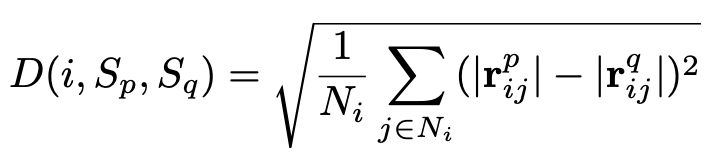 D(i, S_p, S_q) = \sqrt{\frac{1}{N_i} \sum_{j \in N_i} (|\mathbf{r}_{ij}^p| - |\mathbf{r}_{ij}^q|)^2}